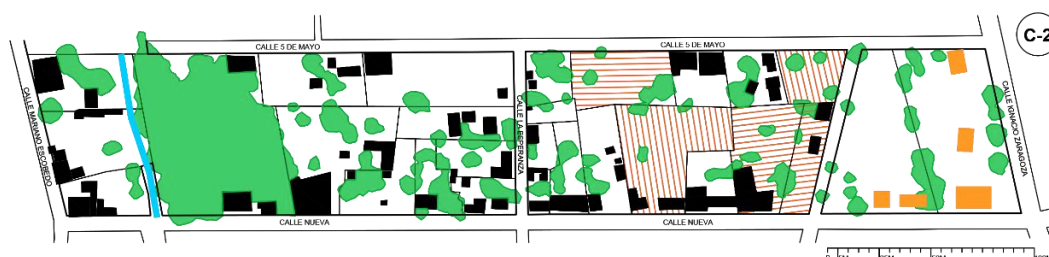 C-2
CALLE 5 DE MAYO
CALLE 5 DE MAYO
CALLE MARIANO ESCOBEDO
CALLE LA EPERANZA
CALLE IGNACIO ZARAGOZA
CALLE NUEVA
CALLE NUEVA